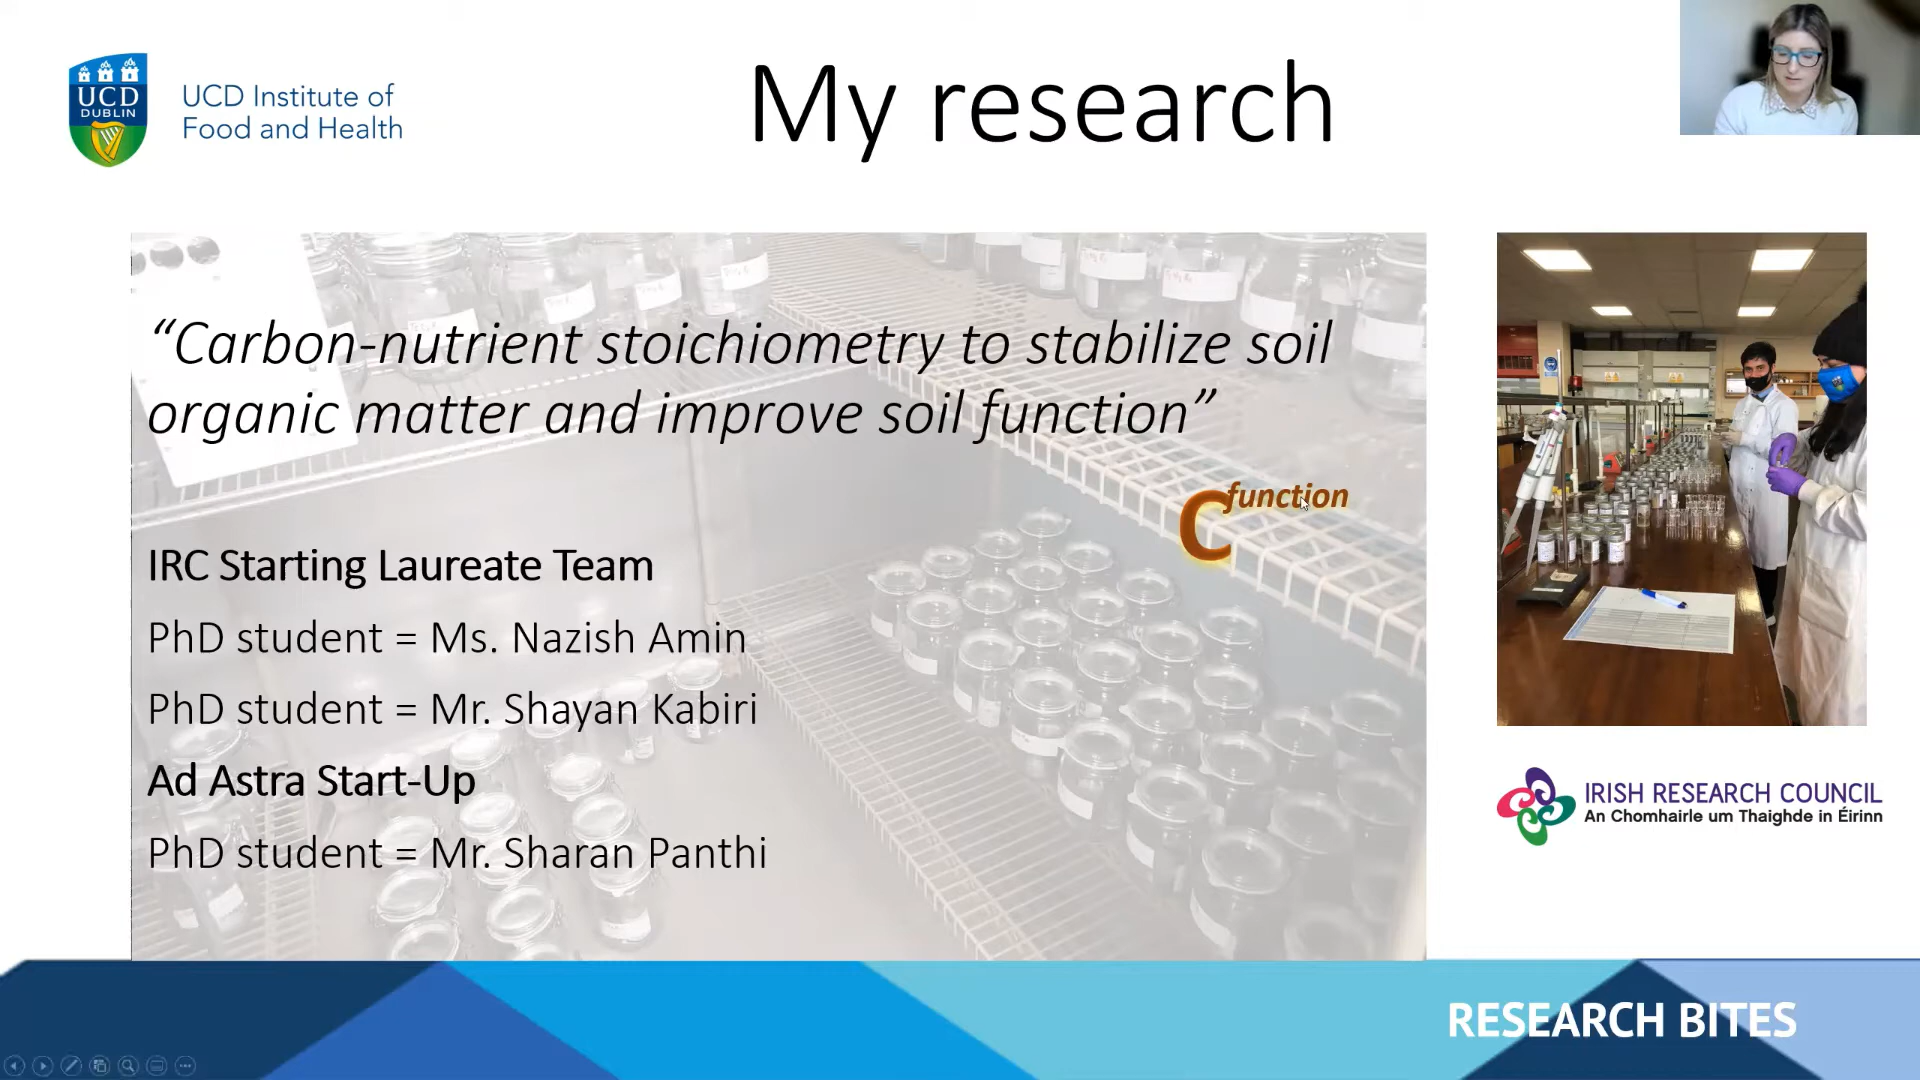 UCD
DUBLIN
UCD Institute of
Food and Health
My research
“Carbon-nutrient stoichiometry to stabilize soil
organic matter and improve soil function”
C function
IRC Starting Laureate Team
PhD student = Ms. Nazish Amin
PhD student = Mr. Shayan Kabiri
Ad Astra Start-Up
PhD student = Mr. Sharan Panthi
IRISH RESEARCH COUNCIL
An Chomhairle um Thaighde in Éirinn
RESEARCH BITES